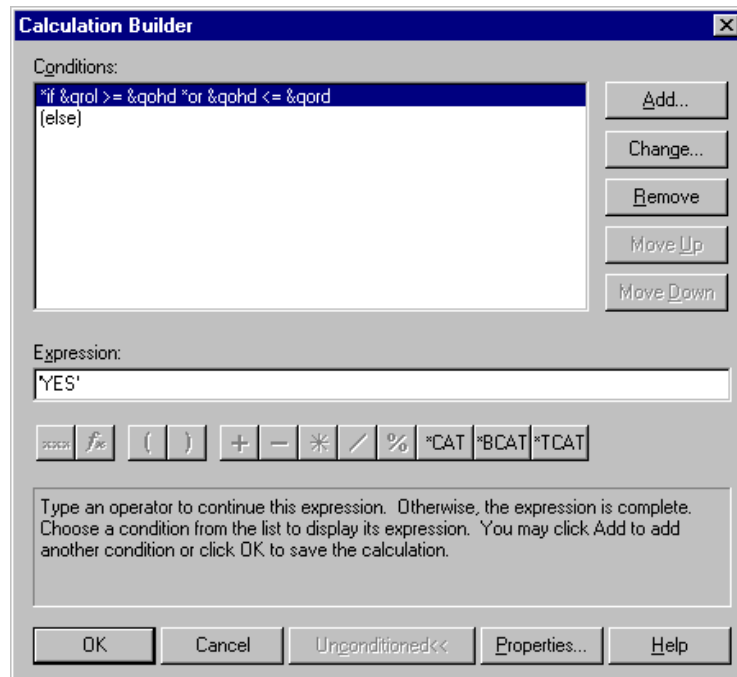 Calculation Builder
Conditions:
*if &qrol >= &qohd *or &qohd <= &qord
(else)
Add...
Change...
Remove
Move Up
Move Down
Expression:
'YES'
xxx fx ( ) + - * / % *CAT *BCAT *TCAT
Type an operator to continue this expression. Otherwise, the expression is complete.
Choose a condition from the list to display its expression. You may click Add to add
another condition or click OK to save the calculation.
OK Cancel Unconditioned<< Properties... Help